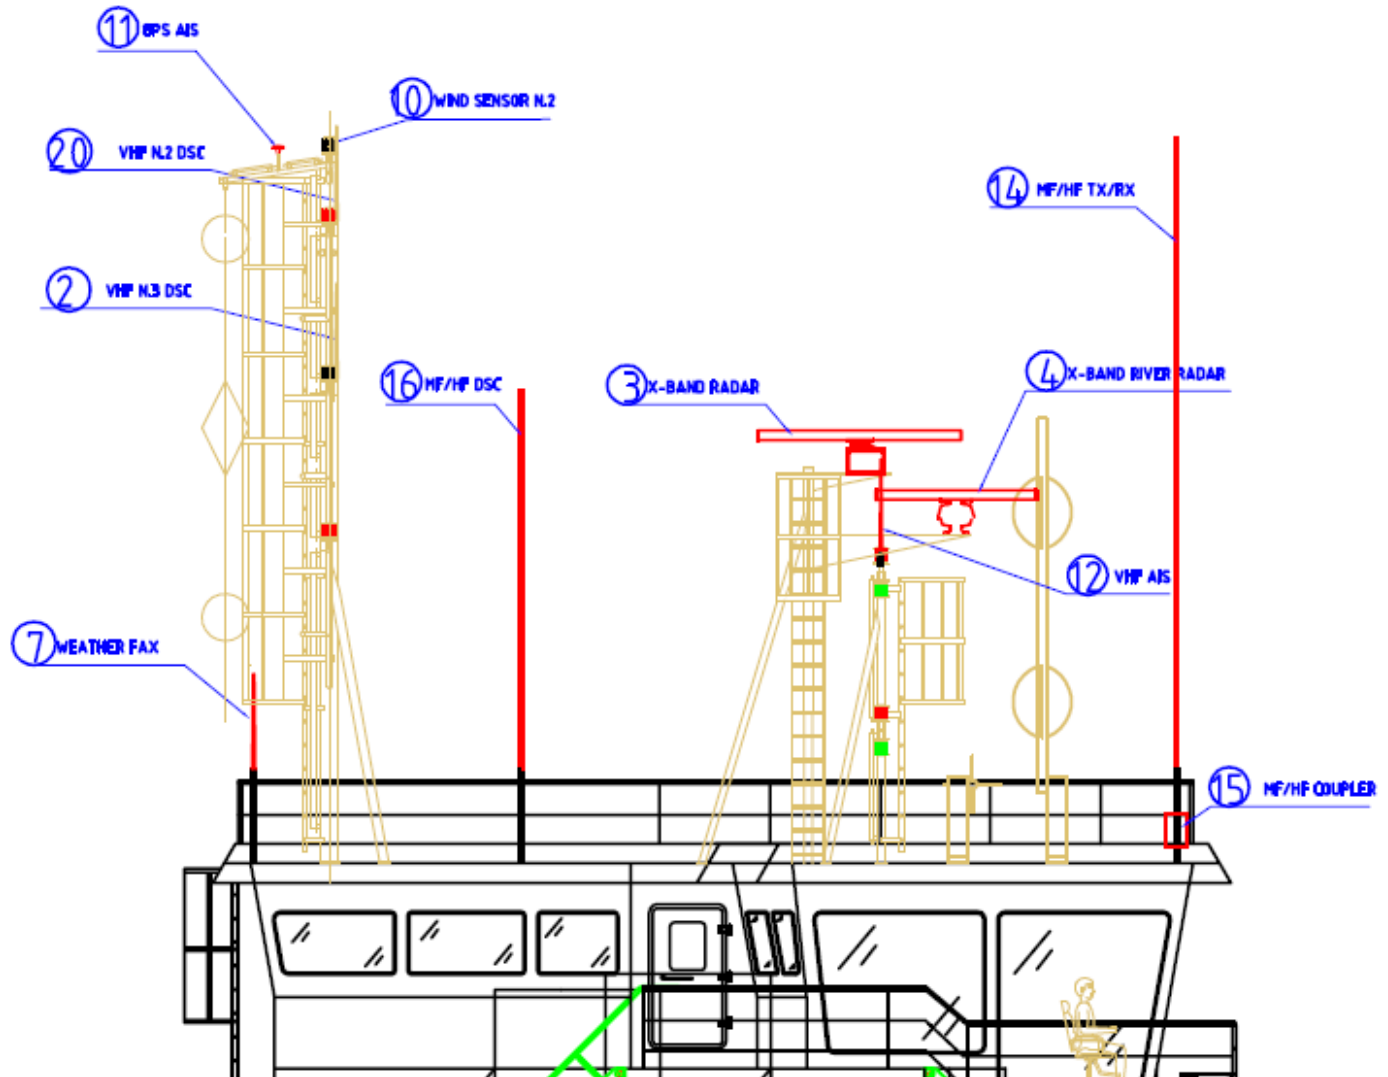 11 GPS AIS
10 WIND SENSOR N.2
20 VHF N.2 DSC
14 MF/HF TX/RX
2 VHF N.3 DSC
16 MF/HF DSC
3 X-BAND RADAR
4 X-BAND RIVER RADAR
12 VHF AIS
7 WEATHER FAX
15 MF/HF COUPLER